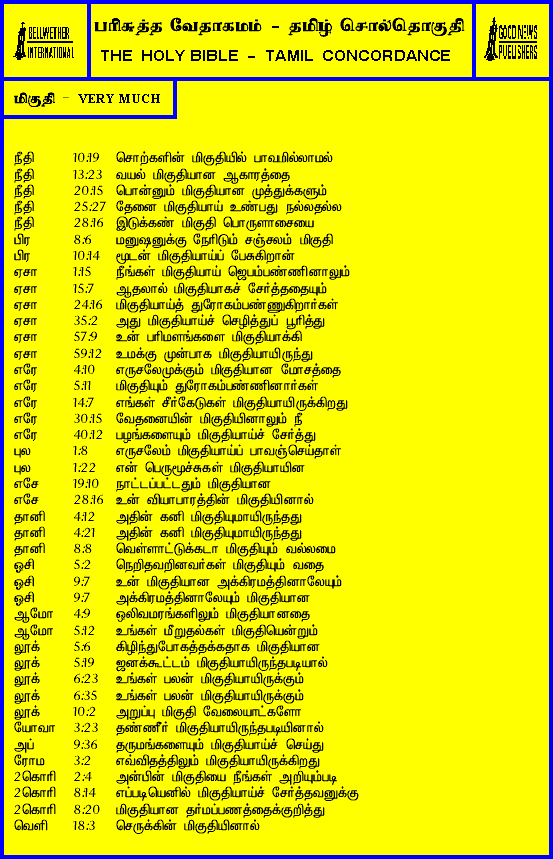 BELLWETHER INTERNATIONAL
பரிசுத்த வேதாகமம் - தமிழ் சொல்தொகுதி
THE HOLY BIBLE - TAMIL CONCORDANCE
GOOD NEWS PUBLISHERS
மிகுதி - VERY MUCH
நீதி 10:19 சொற்களின் மிகுதியில் பாவமில்லாமல்
நீதி 13:23 வயல் மிகுதியான ஆகாரத்தை
நீதி 20:15 பொன்னும் மிகுதியான முத்துக்களும்
நீதி 25:27 தேனை மிகுதியாய் உண்பது நல்லதல்ல
நீதி 28:16 இடுக்கண் மிகுதி பொருளாசையை
பிர 8:6 மனுஷனுக்கு நேரிடும் சஞ்சலம் மிகுதி
பிர 10:14 மூடன் மிகுதியாய்ப் பேசுகிறான்
ஏசா 1:15 நீங்கள் மிகுதியாய் ஜெபம்பண்ணினாலும்
ஏசா 15:7 ஆதலால் மிகுதியாகச் சேர்த்ததையும்
ஏசா 24:16 மிகுதியாய்த் துரோகம்பண்ணுகிறார்கள்
ஏசா 35:2 அது மிகுதியாய்ச் செழித்துப் பூரித்து
ஏசா 57:9 உன் பரிமளங்களை மிகுதியாக்கி
ஏசா 59:12 உமக்கு முன்பாக மிகுதியாயிருந்து
எரே 4:10 எருசலேமுக்கும் மிகுதியான மோசத்தை
எரே 5:11 மிகுதியும் துரோகம்பண்ணினார்கள்
எரே 14:7 எங்கள் சீர்கேடுகள் மிகுதியாயிருக்கிறது
எரே 30:15 வேதனையின் மிகுதியினாலும் நீ
எரே 40:12 பழங்களையும் மிகுதியாய்ச் சேர்த்து
புல 1:8 எருசலேம் மிகுதியாய்ப் பாவஞ்செய்தாள்
புல 1:22 என் பெருமூச்சுகள் மிகுதியாயின
எசே 19:10 நாட்டப்பட்டதும் மிகுதியான
எசே 28:16 உன் வியாபாரத்தின் மிகுதியினால்
தானி 4:12 அதின் கனி மிகுதியுமாயிருந்தது
தானி 4:21 அதின் கனி மிகுதியுமாயிருந்தது
தானி 8:8 வெள்ளாட்டுக்கடா மிகுதியும் வல்லமை
ஓசி 5:2 நெறிதவறினவர்கள் மிகுதியும் வதை
ஓசி 9:7 உன் மிகுதியான அக்கிரமத்தினாலேயும்
ஓசி 9:7 அக்கிரமத்தினாலேயும் மிகுதியான
ஆமோ 4:9 ஒலிவமரங்களிலும் மிகுதியானதை
ஆமோ 5:12 உங்கள் மீறுதல்கள் மிகுதியென்றும்
லூக் 5:6 கிழிந்துபோகத்தக்கதாக மிகுதியான
லூக் 5:19 ஜனக்கூட்டம் மிகுதியாயிருந்தபடியால்
லூக் 6:23 உங்கள் பலன் மிகுதியாயிருக்கும்
லூக் 6:35 உங்கள் பலன் மிகுதியாயிருக்கும்
லூக் 10:2 அறுப்பு மிகுதி வேலையாட்களோ
யோவா 3:23 தண்ணீர் மிகுதியாயிருந்தபடியினால்
அப் 9:36 தருமங்களையும் மிகுதியாய்ச் செய்து
ரோம 3:2 எவ்விதத்திலும் மிகுதியாயிருக்கிறது
2கொரி 2:4 அன்பின் மிகுதியை நீங்கள் அறியும்படி
2கொரி 8:14 எப்படியெனில் மிகுதியாய்ச் சேர்த்தவனுக்கு
2கொரி 8:20 மிகுதியான தர்மப்பணத்தைக்குறித்து
வெளி 18:3 செருக்கின் மிகுதியினால்